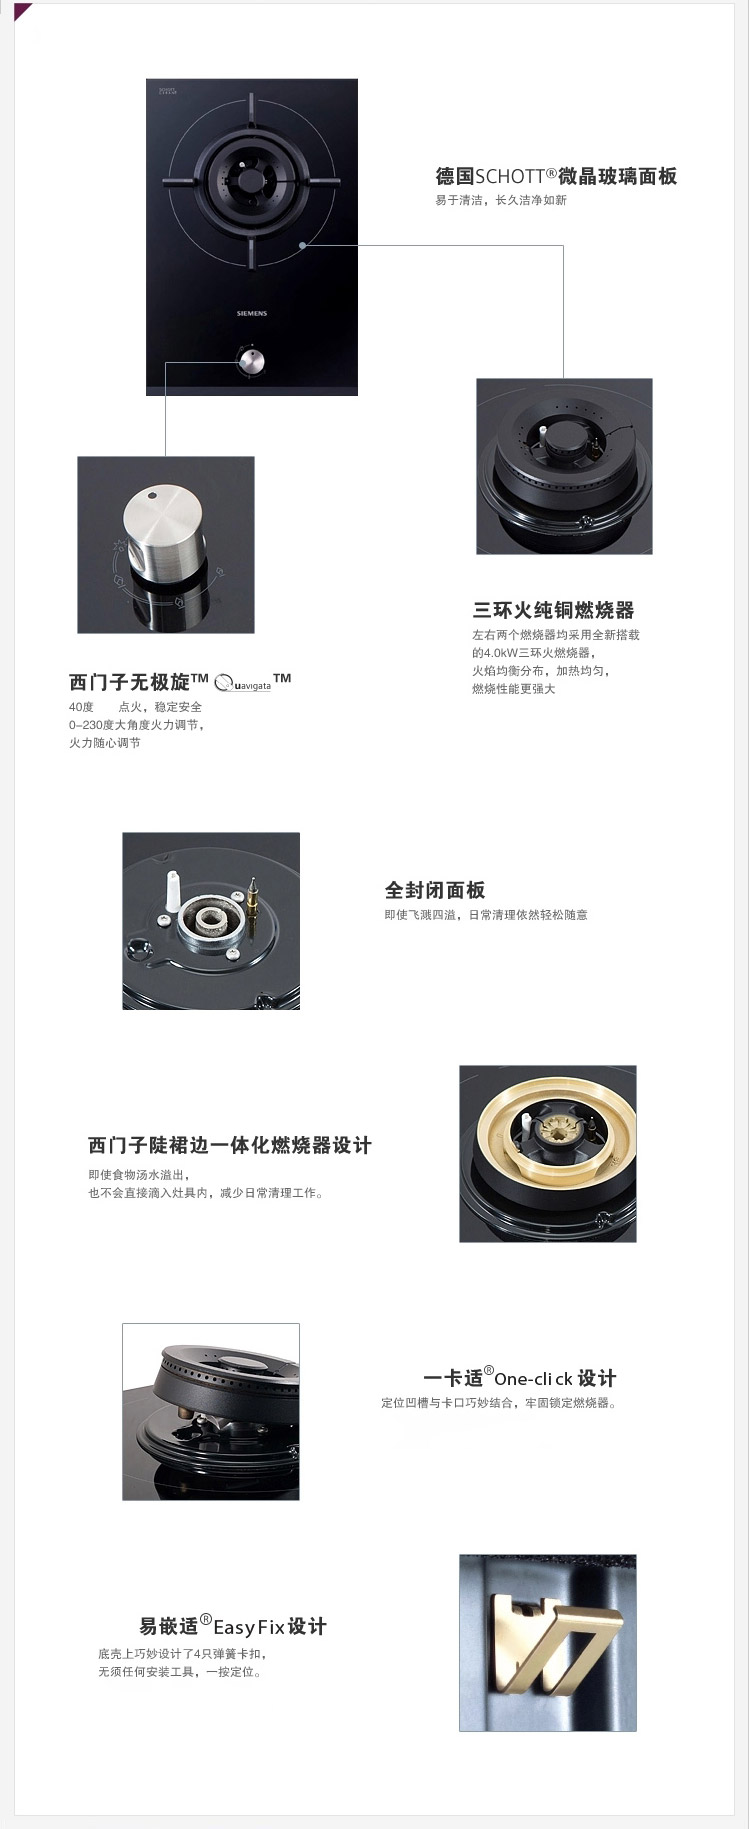 德国SCHOTT®微晶玻璃面板
易于清洁，长久洁净如新
SIEMENS
三环火纯铜燃烧器
左右两个燃烧器均采用全新搭载
的4.0kW三环火燃烧器，
火焰均衡分布，加热均匀，
燃烧性能更强大
西门子无极旋™ Quavigata™
40度 点火，稳定安全
0-230度大角度火力调节，
火力随心调节
全封闭面板
即使飞溅四溢，日常清理依然轻松随意
西门子陡裙边一体化燃烧器设计
即使食物汤水溢出，
也不会直接滴入灶具内，减少日常清理工作。
一卡适®One-click 设计
定位凹槽与卡口巧妙结合，牢固锁定燃烧器。
易嵌适®EasyFix设计
底壳上巧妙设计了4只弹簧卡扣，
无须任何安装工具，一按定位。